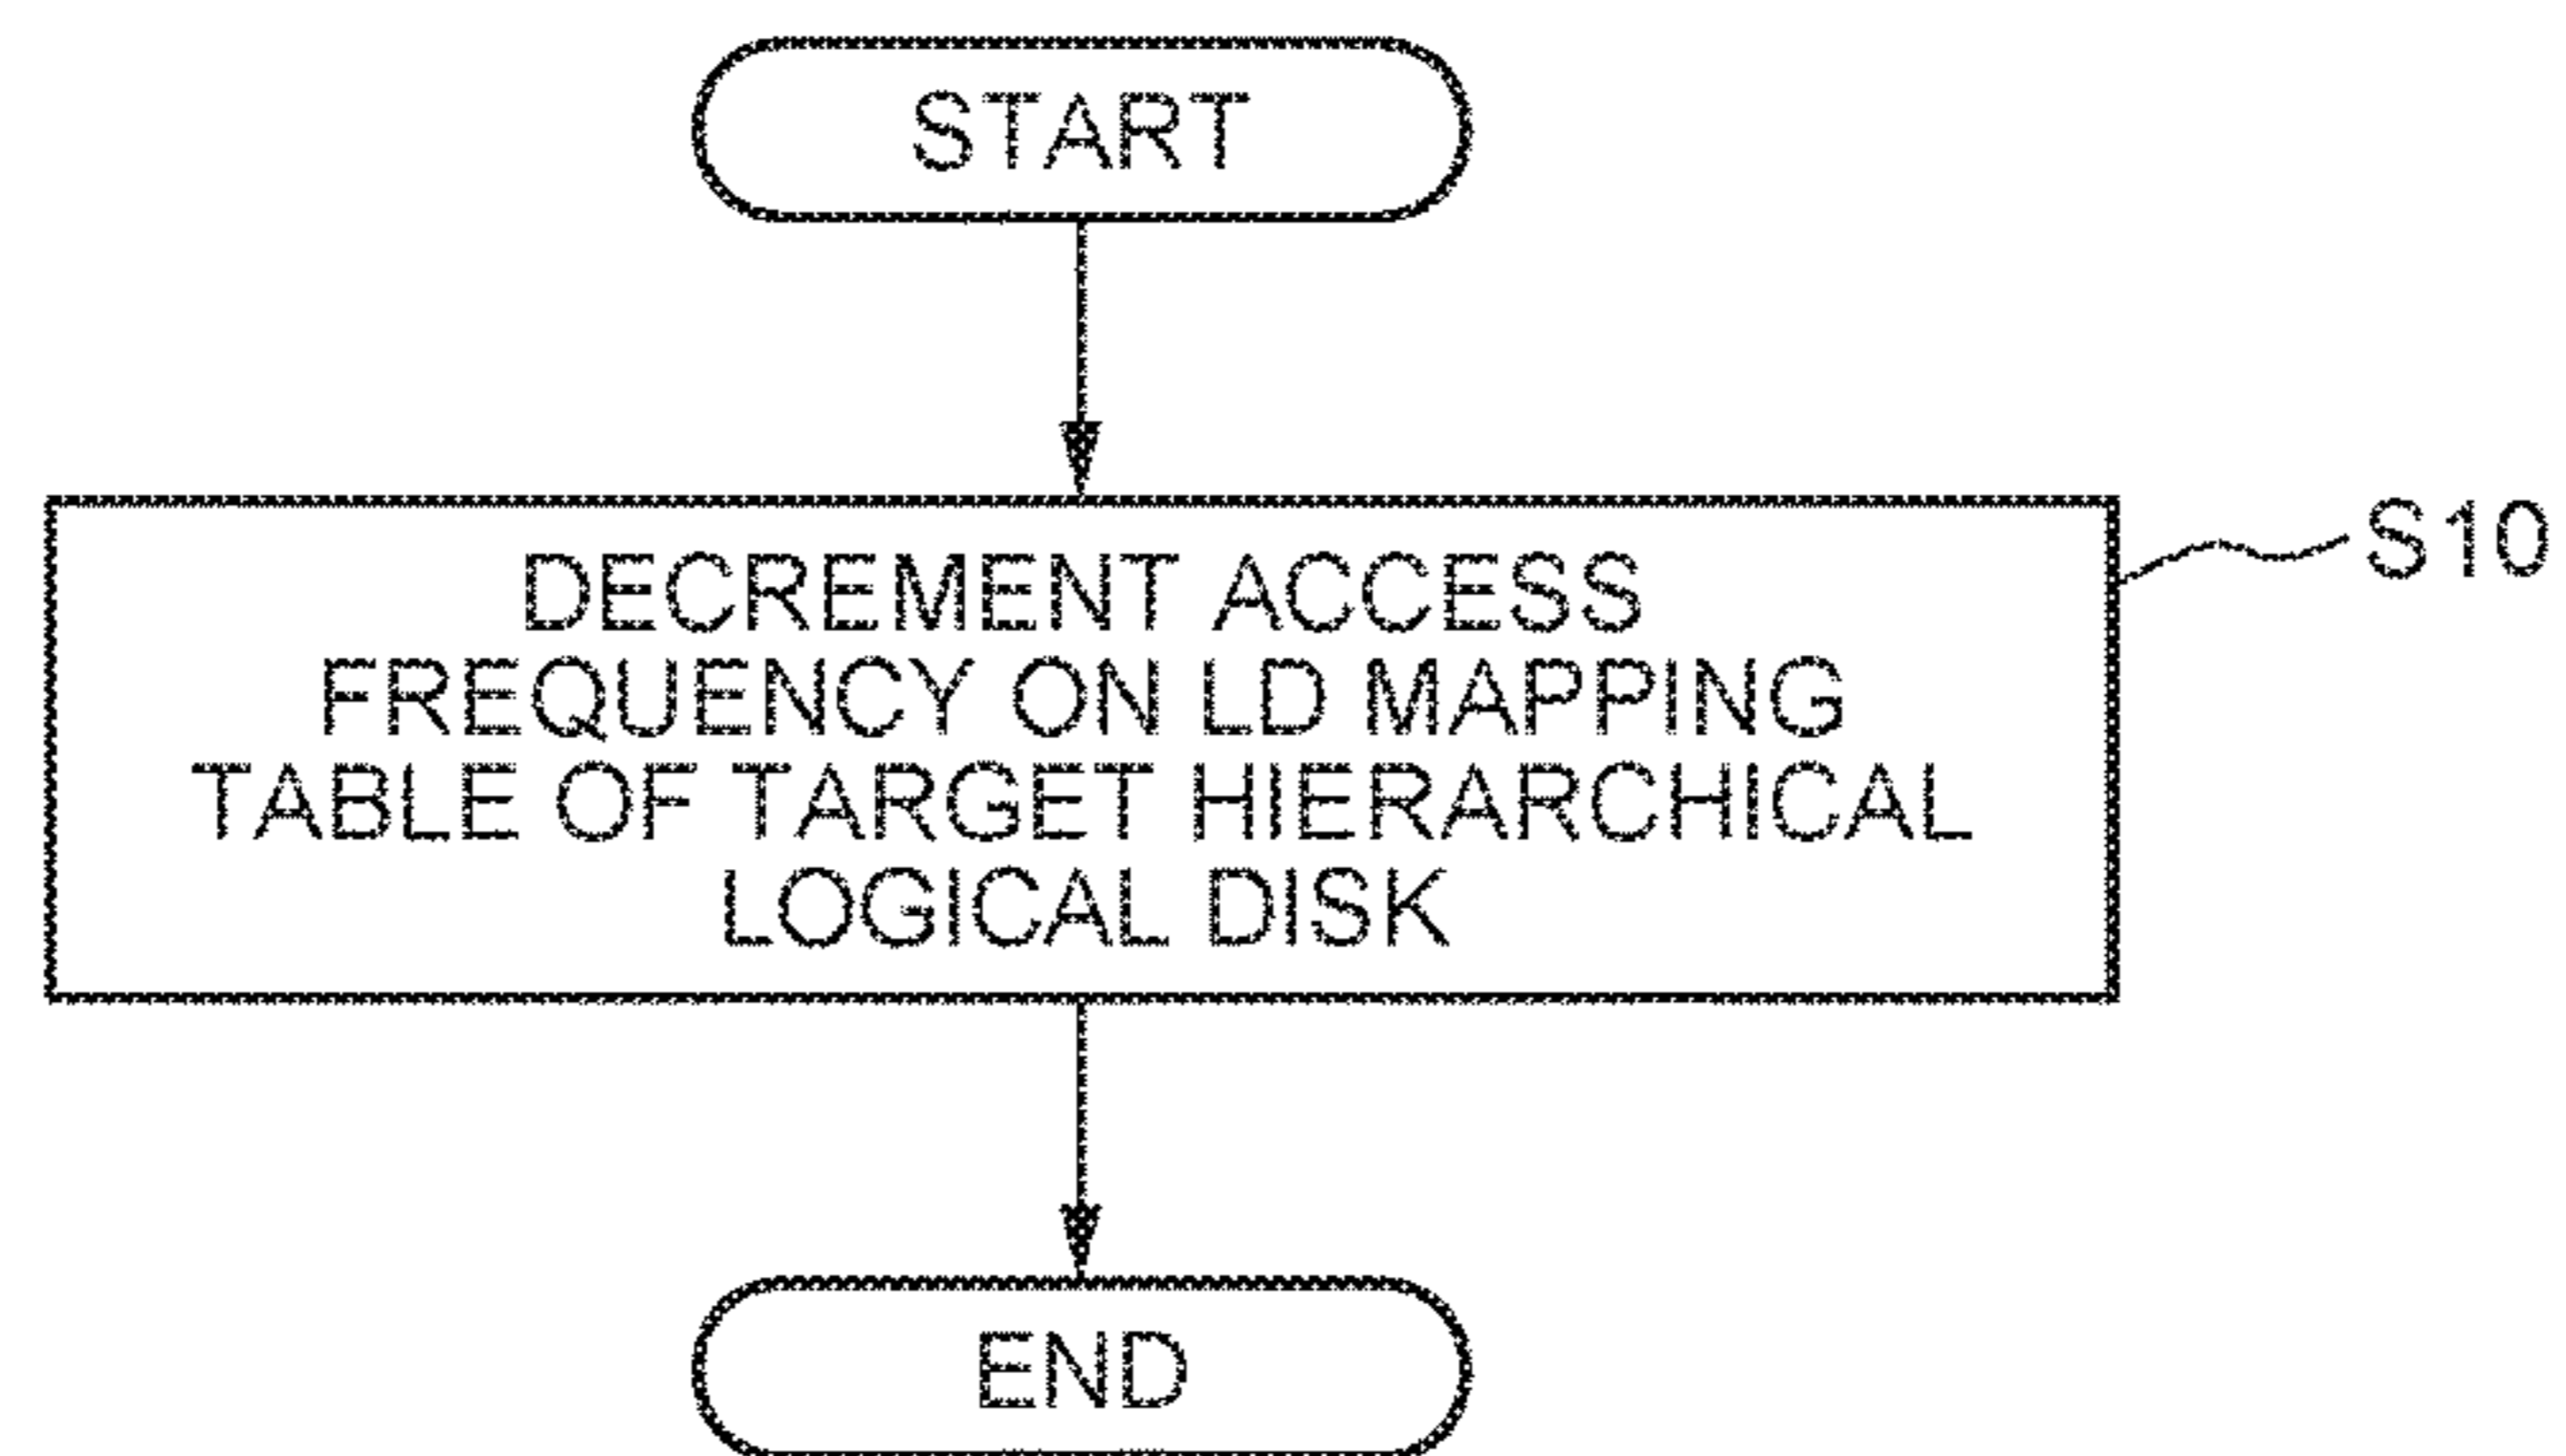 START
DECREMENT ACCESS
FREQUENCY ON LD MAPPING
TABLE OF TARGET HIERARCHICAL
LOGICAL DISK
S10
END